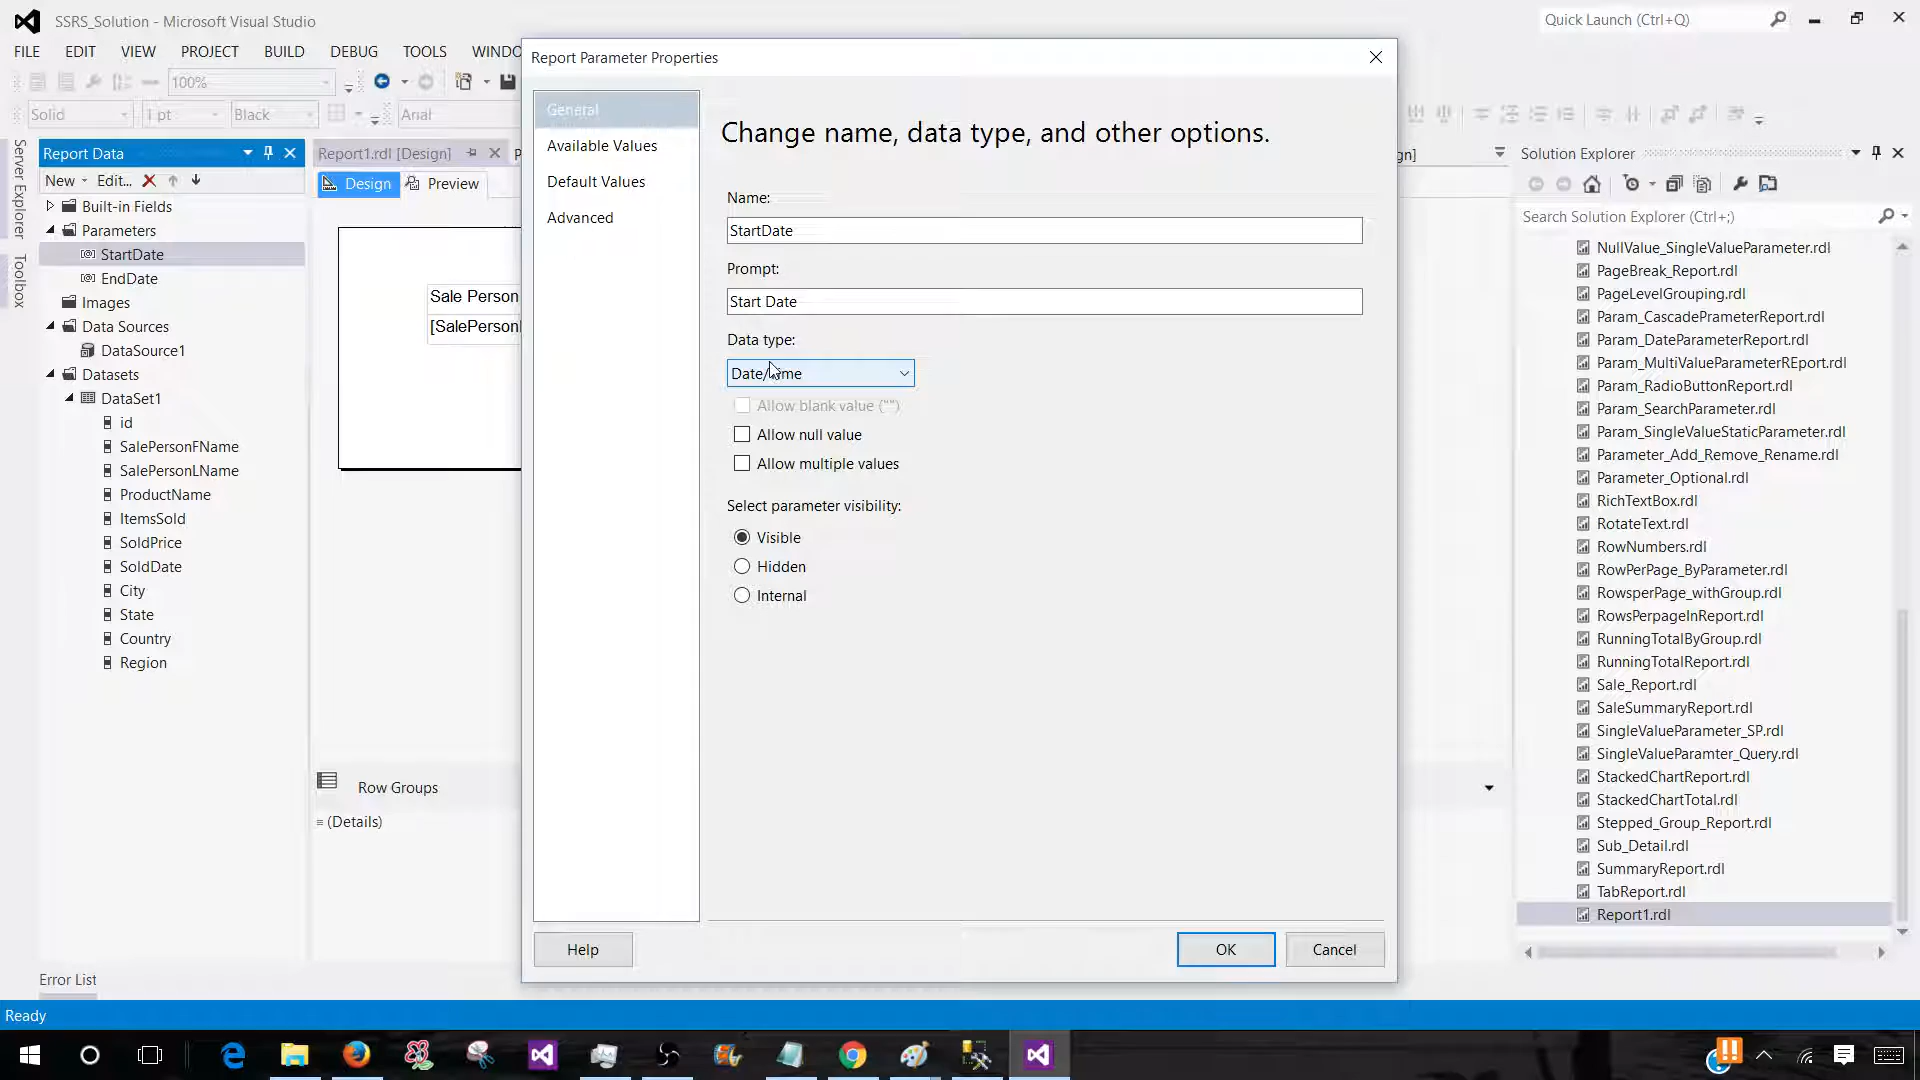 SSRS_Solution - Microsoft Visual Studio
Quick Launch (Ctrl+Q)
FILE EDIT VIEW PROJECT BUILD DEBUG TOOLS
100%
Solid 1 pt Black Arial
Server Explorer
Toolbox
Report Data
New Edit...
Built-in Fields
Parameters
StartDate
EndDate
Images
Data Sources
DataSource1
Datasets
DataSet1
id
SalePersonFName
SalePersonLName
ProductName
ItemsSold
SoldPrice
SoldDate
City
State
Country
Region
Report1.rdl [Design]
Design Preview
Sale Person
Row Groups
(Details)
Report Parameter Properties
General
Available Values
Default Values
Advanced
Change name, data type, and other options.
Name:
StartDate
Prompt:
Start Date
Data type:
Date/Time
Allow blank value ("")
Allow null value
Allow multiple values
Select parameter visibility:
Visible
Hidden
Internal
Help OK Cancel
Solution Explorer
Search Solution Explorer (Ctrl+;)
NullValue_SingleValueParameter.rdl
PageBreak_Report.rdl
PageLevelGrouping.rdl
Param_CascadePrameterReport.rdl
Param_DateParameterReport.rdl
Param_MultiValueParameterREport.rdl
Param_RadioButtonReport.rdl
Param_SearchParameter.rdl
Param_SingleValueStaticParameter.rdl
Parameter_Add_Remove_Rename.rdl
Parameter_Optional.rdl
RichTextBox.rdl
RotateText.rdl
RowNumbers.rdl
RowPerPage_ByParameter.rdl
RowsperPage_withGroup.rdl
RowsPerpageInReport.rdl
RunningTotalByGroup.rdl
RunningTotalReport.rdl
Sale_Report.rdl
SaleSummaryReport.rdl
SingleValueParameter_SP.rdl
SingleValueParamter_Query.rdl
StackedChartReport.rdl
StackedChartTotal.rdl
Stepped_Group_Report.rdl
Sub_Detail.rdl
SummaryReport.rdl
TabReport.rdl
Report1.rdl
Error List
Ready